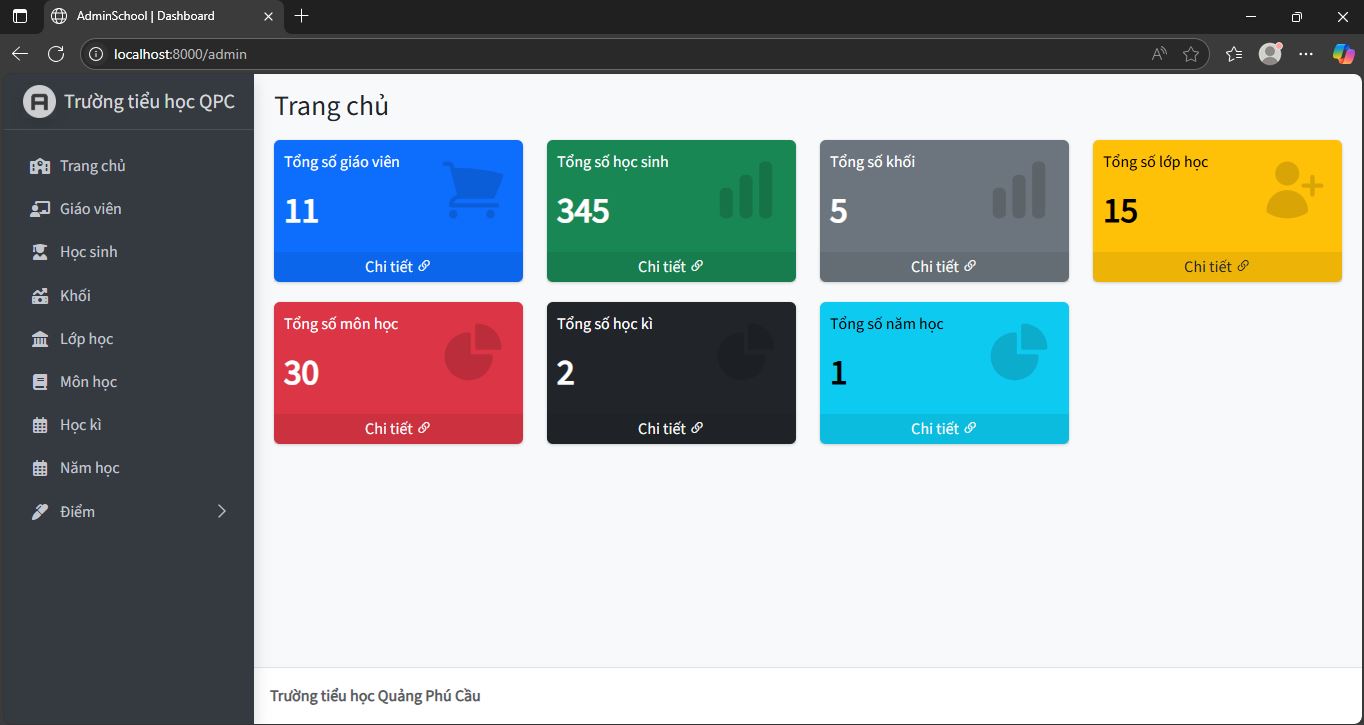 AdminSchool | Dashboard
localhost:8000/admin
Trường tiểu học QPC
Trang chủ
Giáo viên
Học sinh
Khối
Lớp học
Môn học
Học kì
Năm học
Điểm
Trang chủ
Tổng số giáo viên
11
Chi tiết
Tổng số học sinh
345
Chi tiết
Tổng số khối
5
Chi tiết
Tổng số lớp học
15
Chi tiết
Tổng số môn học
30
Chi tiết
Tổng số học kì
2
Chi tiết
Tổng số năm học
1
Chi tiết
Trường tiểu học Quảng Phú Cầu